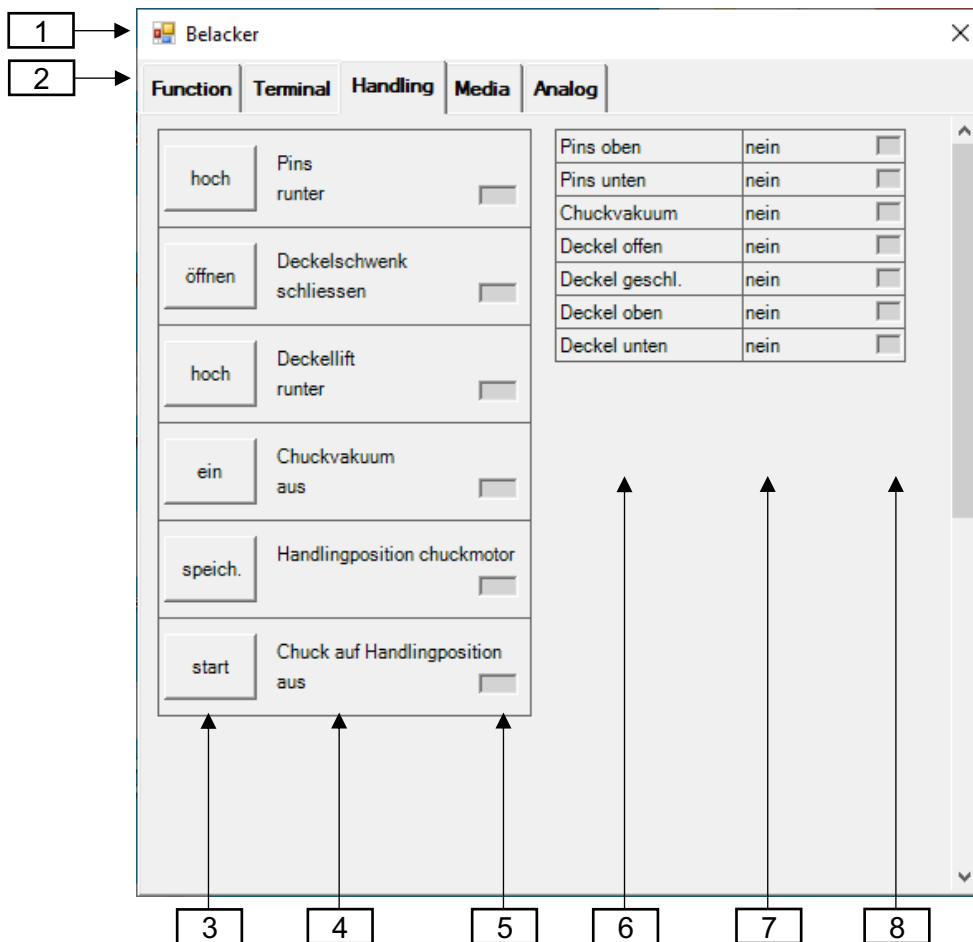 1
Belacker
2
Function Terminal Handling Media Analog
hoch
Pins
runter
öffnen
Deckelschwenk
schliessen
hoch
Deckellift
runter
ein
Chuckvakuum
aus
speich.
Handlingposition chuckmotor
start
Chuck auf Handlingposition
aus
Pins oben nein
Pins unten nein
Chuckvakuum nein
Deckel offen nein
Deckel geschl. nein
Deckel oben nein
Deckel unten nein
3 4 5 6 7 8